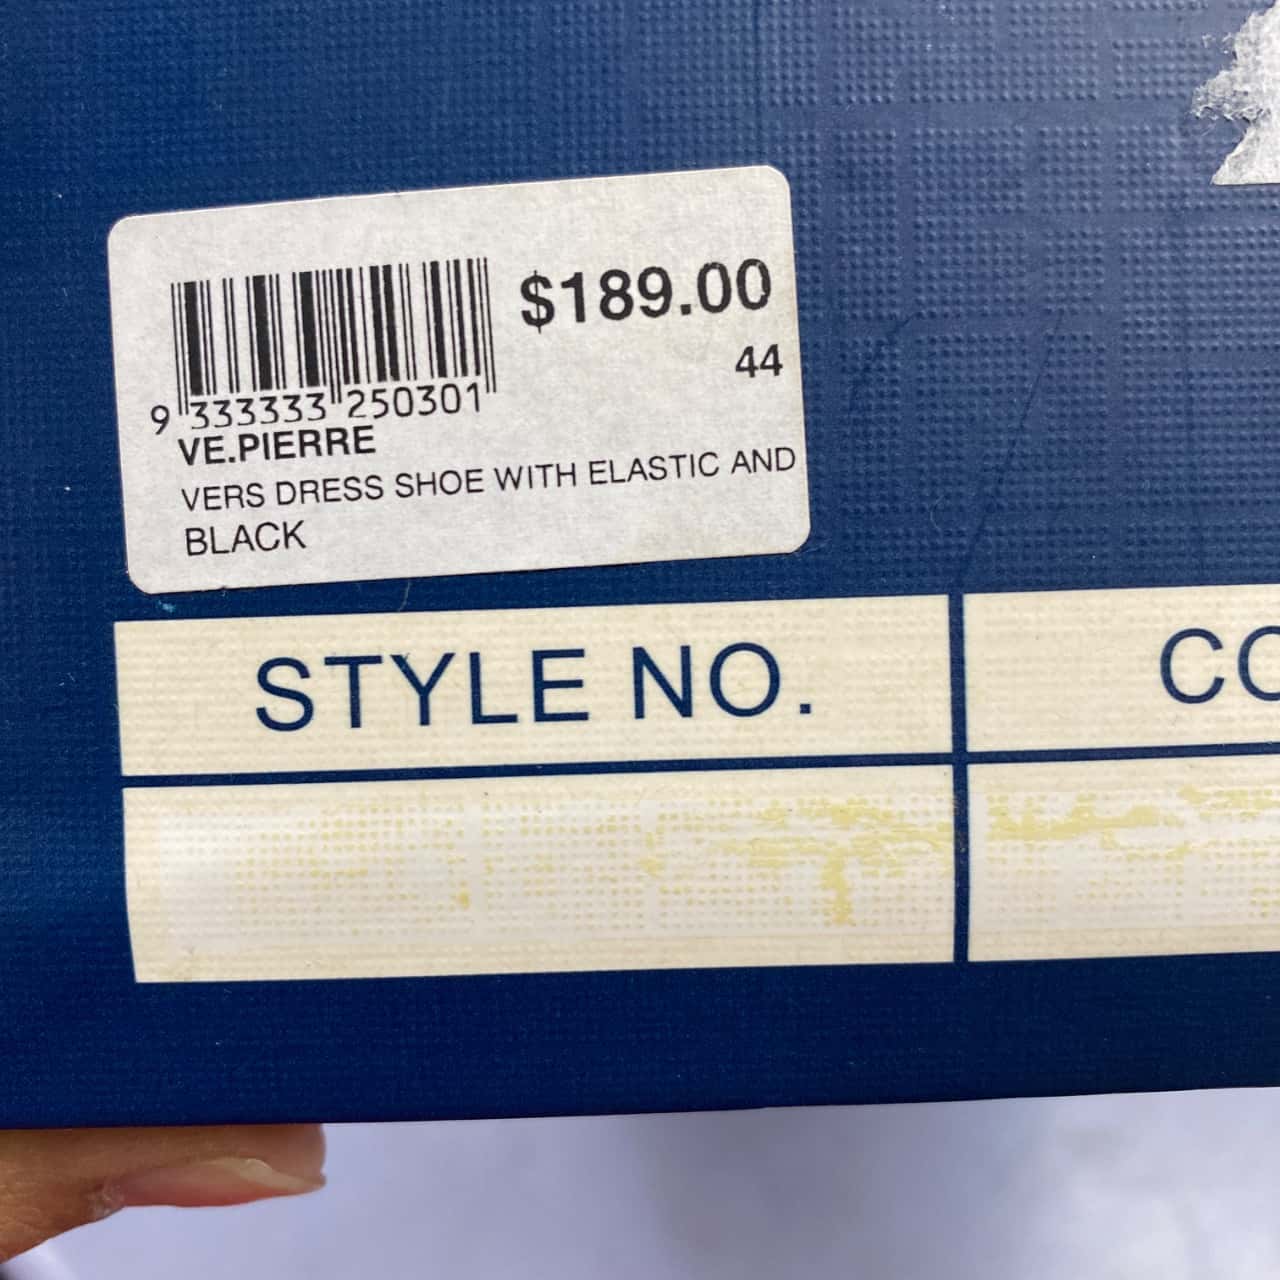 $189.00
44
9 333333 250301
VE.PIERRE
VERS DRESS SHOE WITH ELASTIC AND
BLACK
STYLE NO.
CO